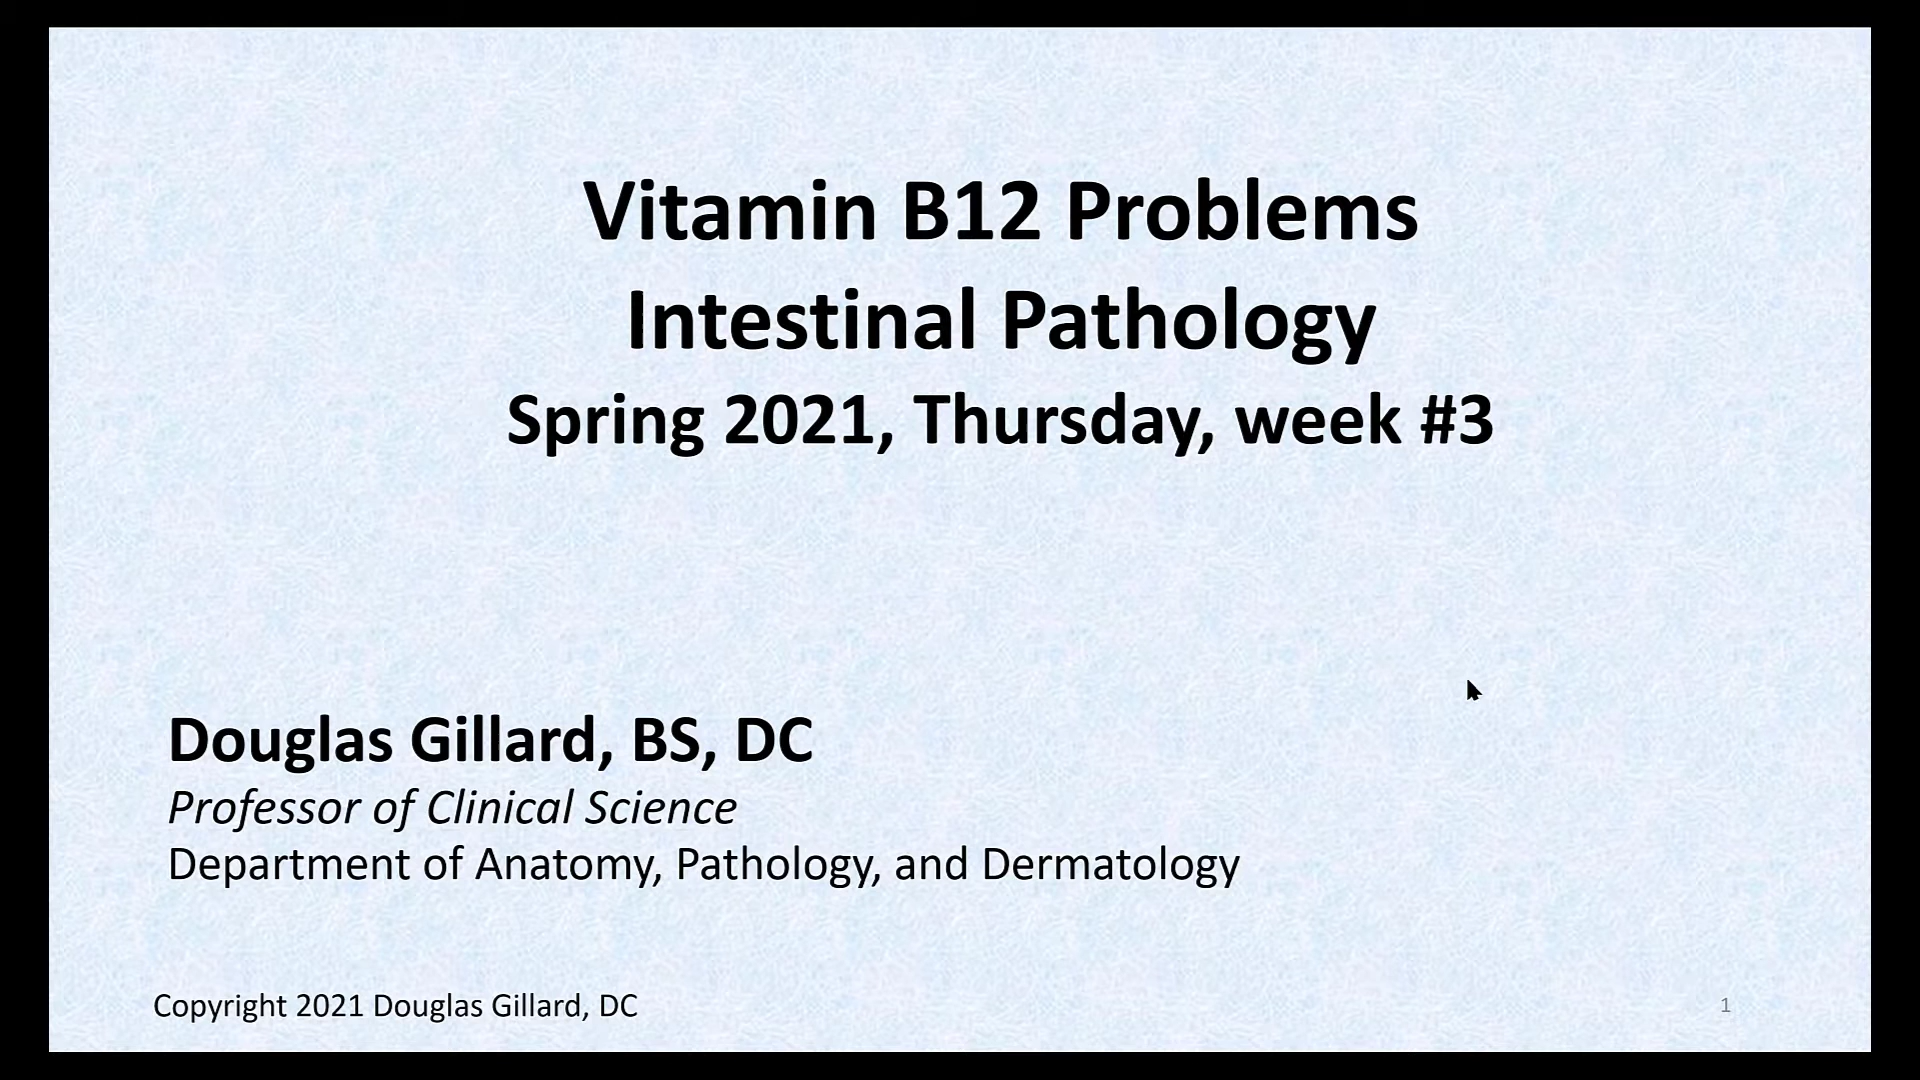 Vitamin B12 Problems
Intestinal Pathology
Spring 2021, Thursday, week #3
Douglas Gillard, BS, DC
Professor of Clinical Science
Department of Anatomy, Pathology, and Dermatology
Copyright 2021 Douglas Gillard, DC
1